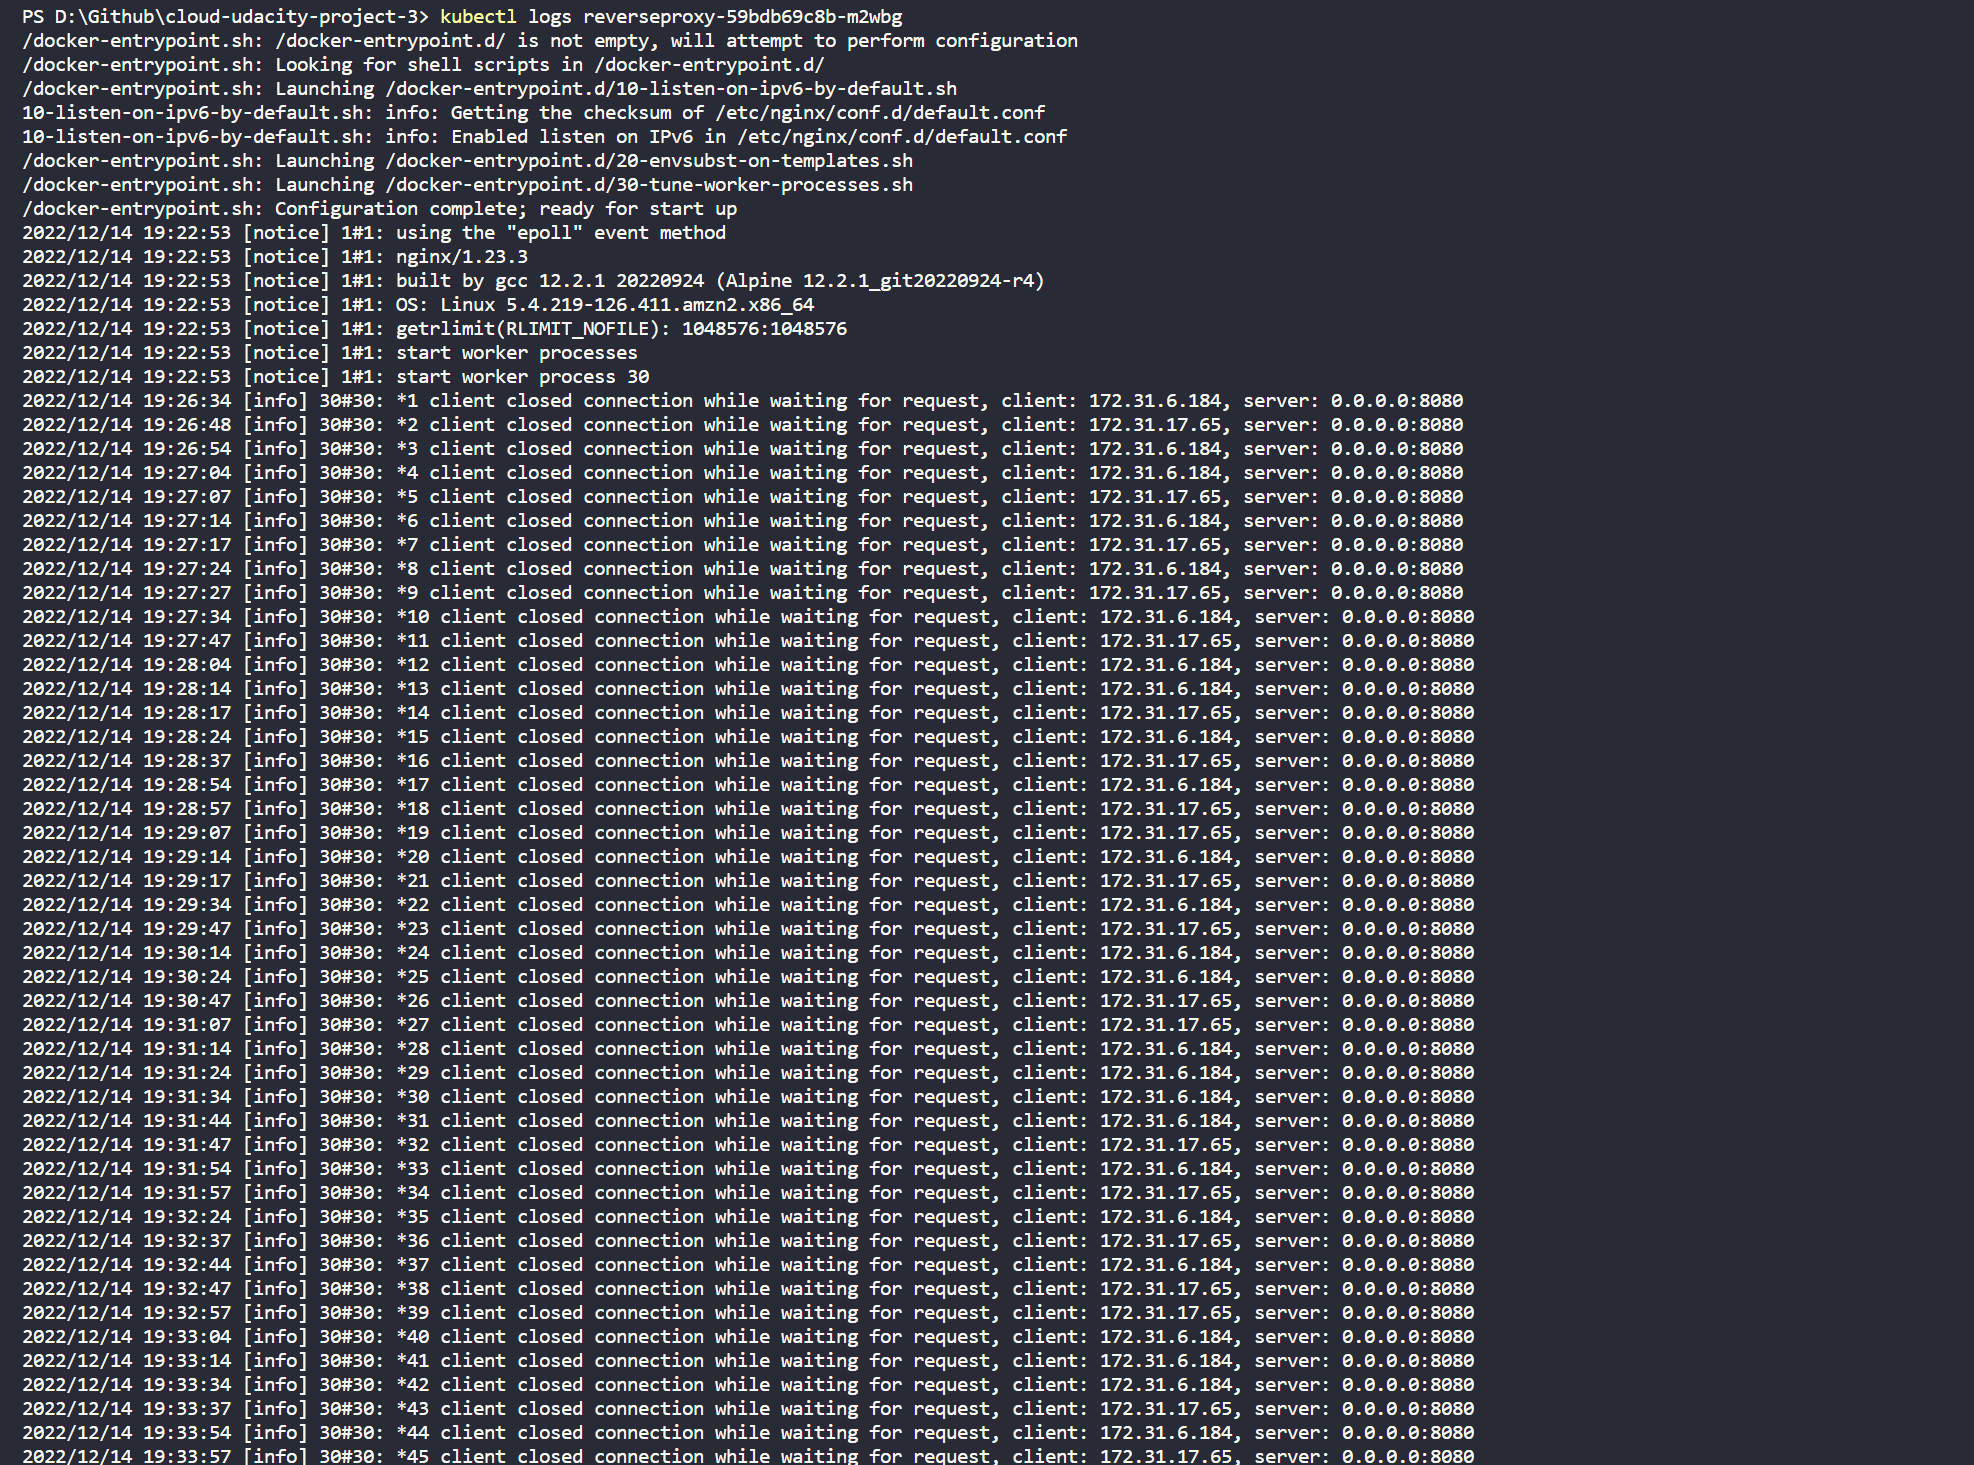 PS D:\Github\cloud-udacity-project-3> kubectl logs reverseproxy-59bdb69c8b-m2wbg
/docker-entrypoint.sh: /docker-entrypoint.d/ is not empty, will attempt to perform configuration
/docker-entrypoint.sh: Looking for shell scripts in /docker-entrypoint.d/
/docker-entrypoint.sh: Launching /docker-entrypoint.d/10-listen-on-ipv6-by-default.sh
10-listen-on-ipv6-by-default.sh: info: Getting the checksum of /etc/nginx/conf.d/default.conf
10-listen-on-ipv6-by-default.sh: info: Enabled listen on IPv6 in /etc/nginx/conf.d/default.conf
/docker-entrypoint.sh: Launching /docker-entrypoint.d/20-envsubst-on-templates.sh
/docker-entrypoint.sh: Launching /docker-entrypoint.d/30-tune-worker-processes.sh
/docker-entrypoint.sh: Configuration complete; ready for start up
2022/12/14 19:22:53 [notice] 1#1: using the "epoll" event method
2022/12/14 19:22:53 [notice] 1#1: nginx/1.23.3
2022/12/14 19:22:53 [notice] 1#1: built by gcc 12.2.1 20220924 (Alpine 12.2.1_git20220924-r4)
2022/12/14 19:22:53 [notice] 1#1: OS: Linux 5.4.219-126.411.amzn2.x86_64
2022/12/14 19:22:53 [notice] 1#1: getrlimit(RLIMIT_NOFILE): 1048576:1048576
2022/12/14 19:22:53 [notice] 1#1: start worker processes
2022/12/14 19:22:53 [notice] 1#1: start worker process 30
2022/12/14 19:26:34 [info] 30#30: *1 client closed connection while waiting for request, client: 172.31.6.184, server: 0.0.0.0:8080
2022/12/14 19:26:48 [info] 30#30: *2 client closed connection while waiting for request, client: 172.31.17.65, server: 0.0.0.0:8080
2022/12/14 19:26:54 [info] 30#30: *3 client closed connection while waiting for request, client: 172.31.6.184, server: 0.0.0.0:8080
2022/12/14 19:27:04 [info] 30#30: *4 client closed connection while waiting for request, client: 172.31.6.184, server: 0.0.0.0:8080
2022/12/14 19:27:07 [info] 30#30: *5 client closed connection while waiting for request, client: 172.31.17.65, server: 0.0.0.0:8080
2022/12/14 19:27:14 [info] 30#30: *6 client closed connection while waiting for request, client: 172.31.6.184, server: 0.0.0.0:8080
2022/12/14 19:27:17 [info] 30#30: *7 client closed connection while waiting for request, client: 172.31.17.65, server: 0.0.0.0:8080
2022/12/14 19:27:24 [info] 30#30: *8 client closed connection while waiting for request, client: 172.31.6.184, server: 0.0.0.0:8080
2022/12/14 19:27:27 [info] 30#30: *9 client closed connection while waiting for request, client: 172.31.17.65, server: 0.0.0.0:8080
2022/12/14 19:27:34 [info] 30#30: *10 client closed connection while waiting for request, client: 172.31.6.184, server: 0.0.0.0:8080
2022/12/14 19:27:47 [info] 30#30: *11 client closed connection while waiting for request, client: 172.31.17.65, server: 0.0.0.0:8080
2022/12/14 19:28:04 [info] 30#30: *12 client closed connection while waiting for request, client: 172.31.6.184, server: 0.0.0.0:8080
2022/12/14 19:28:14 [info] 30#30: *13 client closed connection while waiting for request, client: 172.31.6.184, server: 0.0.0.0:8080
2022/12/14 19:28:17 [info] 30#30: *14 client closed connection while waiting for request, client: 172.31.17.65, server: 0.0.0.0:8080
2022/12/14 19:28:24 [info] 30#30: *15 client closed connection while waiting for request, client: 172.31.6.184, server: 0.0.0.0:8080
2022/12/14 19:28:37 [info] 30#30: *16 client closed connection while waiting for request, client: 172.31.17.65, server: 0.0.0.0:8080
2022/12/14 19:28:54 [info] 30#30: *17 client closed connection while waiting for request, client: 172.31.6.184, server: 0.0.0.0:8080
2022/12/14 19:28:57 [info] 30#30: *18 client closed connection while waiting for request, client: 172.31.17.65, server: 0.0.0.0:8080
2022/12/14 19:29:07 [info] 30#30: *19 client closed connection while waiting for request, client: 172.31.17.65, server: 0.0.0.0:8080
2022/12/14 19:29:14 [info] 30#30: *20 client closed connection while waiting for request, client: 172.31.6.184, server: 0.0.0.0:8080
2022/12/14 19:29:17 [info] 30#30: *21 client closed connection while waiting for request, client: 172.31.17.65, server: 0.0.0.0:8080
2022/12/14 19:29:34 [info] 30#30: *22 client closed connection while waiting for request, client: 172.31.6.184, server: 0.0.0.0:8080
2022/12/14 19:29:47 [info] 30#30: *23 client closed connection while waiting for request, client: 172.31.17.65, server: 0.0.0.0:8080
2022/12/14 19:30:14 [info] 30#30: *24 client closed connection while waiting for request, client: 172.31.6.184, server: 0.0.0.0:8080
2022/12/14 19:30:24 [info] 30#30: *25 client closed connection while waiting for request, client: 172.31.6.184, server: 0.0.0.0:8080
2022/12/14 19:30:47 [info] 30#30: *26 client closed connection while waiting for request, client: 172.31.17.65, server: 0.0.0.0:8080
2022/12/14 19:31:07 [info] 30#30: *27 client closed connection while waiting for request, client: 172.31.17.65, server: 0.0.0.0:8080
2022/12/14 19:31:14 [info] 30#30: *28 client closed connection while waiting for request, client: 172.31.6.184, server: 0.0.0.0:8080
2022/12/14 19:31:24 [info] 30#30: *29 client closed connection while waiting for request, client: 172.31.6.184, server: 0.0.0.0:8080
2022/12/14 19:31:34 [info] 30#30: *30 client closed connection while waiting for request, client: 172.31.6.184, server: 0.0.0.0:8080
2022/12/14 19:31:44 [info] 30#30: *31 client closed connection while waiting for request, client: 172.31.6.184, server: 0.0.0.0:8080
2022/12/14 19:31:47 [info] 30#30: *32 client closed connection while waiting for request, client: 172.31.17.65, server: 0.0.0.0:8080
2022/12/14 19:31:54 [info] 30#30: *33 client closed connection while waiting for request, client: 172.31.6.184, server: 0.0.0.0:8080
2022/12/14 19:31:57 [info] 30#30: *34 client closed connection while waiting for request, client: 172.31.17.65, server: 0.0.0.0:8080
2022/12/14 19:32:24 [info] 30#30: *35 client closed connection while waiting for request, client: 172.31.6.184, server: 0.0.0.0:8080
2022/12/14 19:32:37 [info] 30#30: *36 client closed connection while waiting for request, client: 172.31.17.65, server: 0.0.0.0:8080
2022/12/14 19:32:44 [info] 30#30: *37 client closed connection while waiting for request, client: 172.31.6.184, server: 0.0.0.0:8080
2022/12/14 19:32:47 [info] 30#30: *38 client closed connection while waiting for request, client: 172.31.17.65, server: 0.0.0.0:8080
2022/12/14 19:32:57 [info] 30#30: *39 client closed connection while waiting for request, client: 172.31.17.65, server: 0.0.0.0:8080
2022/12/14 19:33:04 [info] 30#30: *40 client closed connection while waiting for request, client: 172.31.6.184, server: 0.0.0.0:8080
2022/12/14 19:33:14 [info] 30#30: *41 client closed connection while waiting for request, client: 172.31.6.184, server: 0.0.0.0:8080
2022/12/14 19:33:34 [info] 30#30: *42 client closed connection while waiting for request, client: 172.31.6.184, server: 0.0.0.0:8080
2022/12/14 19:33:37 [info] 30#30: *43 client closed connection while waiting for request, client: 172.31.17.65, server: 0.0.0.0:8080
2022/12/14 19:33:54 [info] 30#30: *44 client closed connection while waiting for request, client: 172.31.6.184, server: 0.0.0.0:8080
2022/12/14 19:33:57 [info] 30#30: *45 client closed connection while waiting for request, client: 172.31.17.65, server: 0.0.0.0:8080